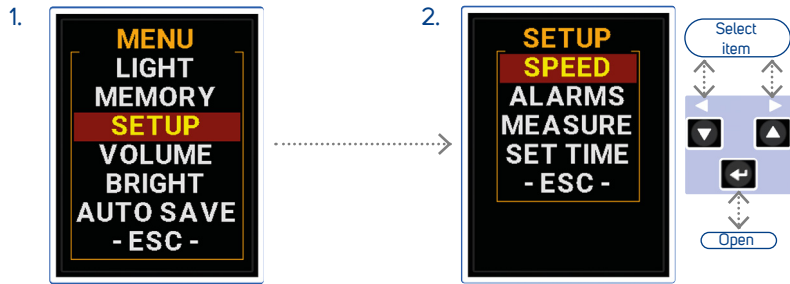 1.
MENU
LIGHT
MEMORY
SETUP
VOLUME
BRIGHT
AUTO SAVE
- ESC -
2.
SETUP
SPEED
ALARMS
MEASURE
SET TIME
- ESC -
Select
item
Open